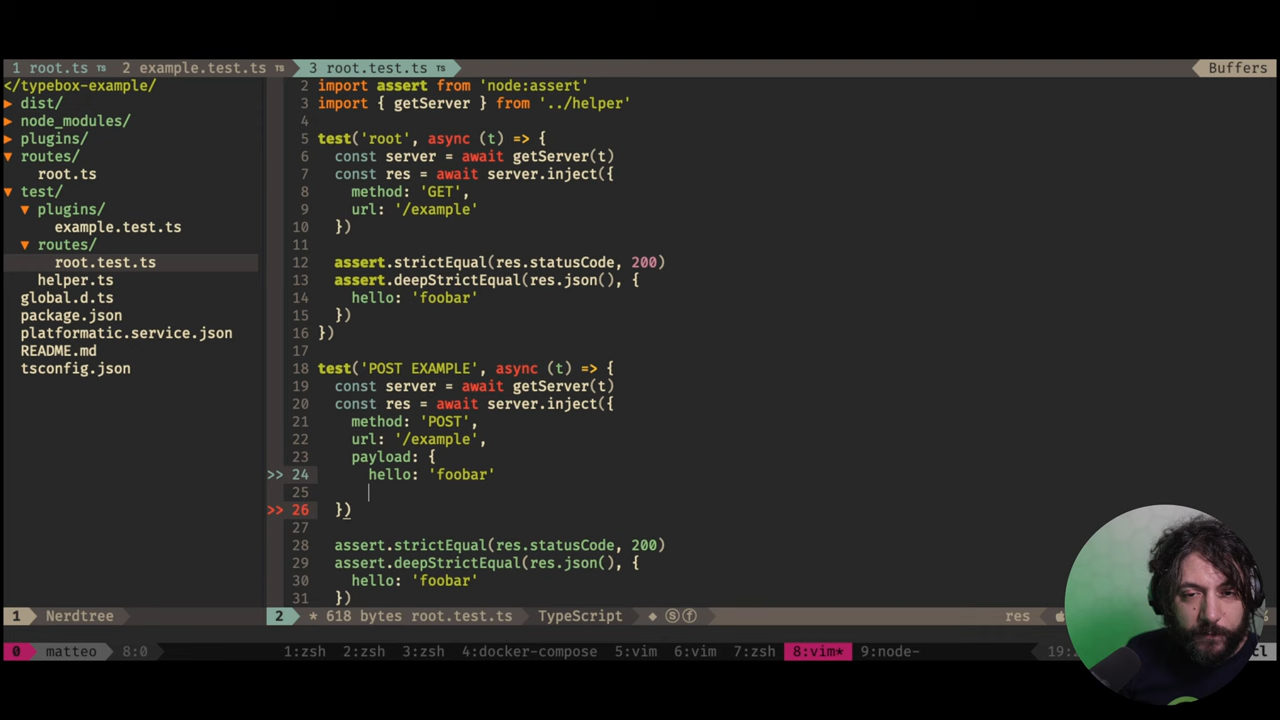 1 root.ts TS 2 example.test.ts TS 3 root.test.ts TS Buffers
</typebox-example/
▸ dist/
▸ node_modules/
▸ plugins/
▾ routes/
root.ts
▾ test/
▾ plugins/
example.test.ts
▾ routes/
root.test.ts
helper.ts
global.d.ts
package.json
platformatic.service.json
README.md
tsconfig.json
2 import assert from 'node:assert'
3 import { getServer } from '../helper'
4
5 test('root', async (t) => {
6 const server = await getServer(t)
7 const res = await server.inject({
8 method: 'GET',
9 url: '/example'
10 })
11
12 assert.strictEqual(res.statusCode, 200)
13 assert.deepStrictEqual(res.json(), {
14 hello: 'foobar'
15 })
16 })
17
18 test('POST EXAMPLE', async (t) => {
19 const server = await getServer(t)
20 const res = await server.inject({
21 method: 'POST',
22 url: '/example',
23 payload: {
>> 24 hello: 'foobar'
25
>> 26 })
27
28 assert.strictEqual(res.statusCode, 200)
29 assert.deepStrictEqual(res.json(), {
30 hello: 'foobar'
31 })
1 Nerdtree 2 * 618 bytes root.test.ts TypeScript ◆ ⓢⓕ res %
0 matteo 8:0 1:zsh 2:zsh 3:zsh 4:docker-compose 5:vim 6:vim 7:zsh 8:vim* 9:node- 19: